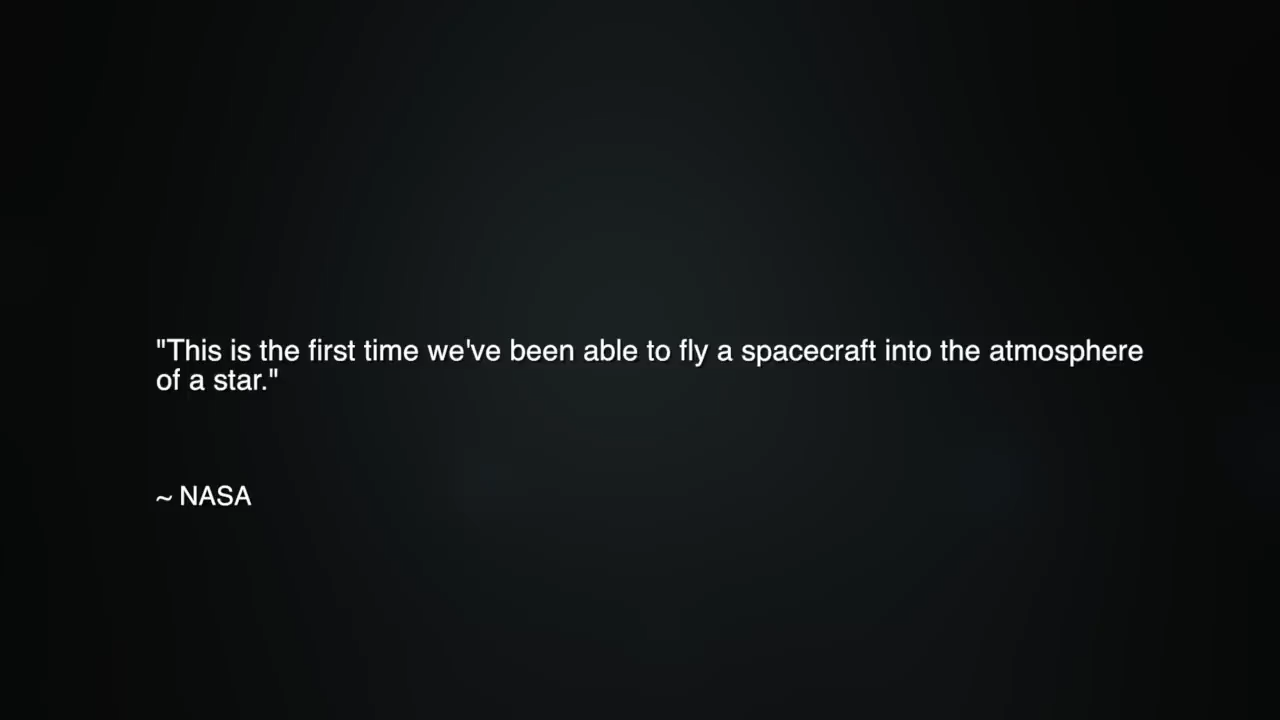 "This is the first time we've been able to fly a spacecraft into the atmosphere
of a star."
~ NASA